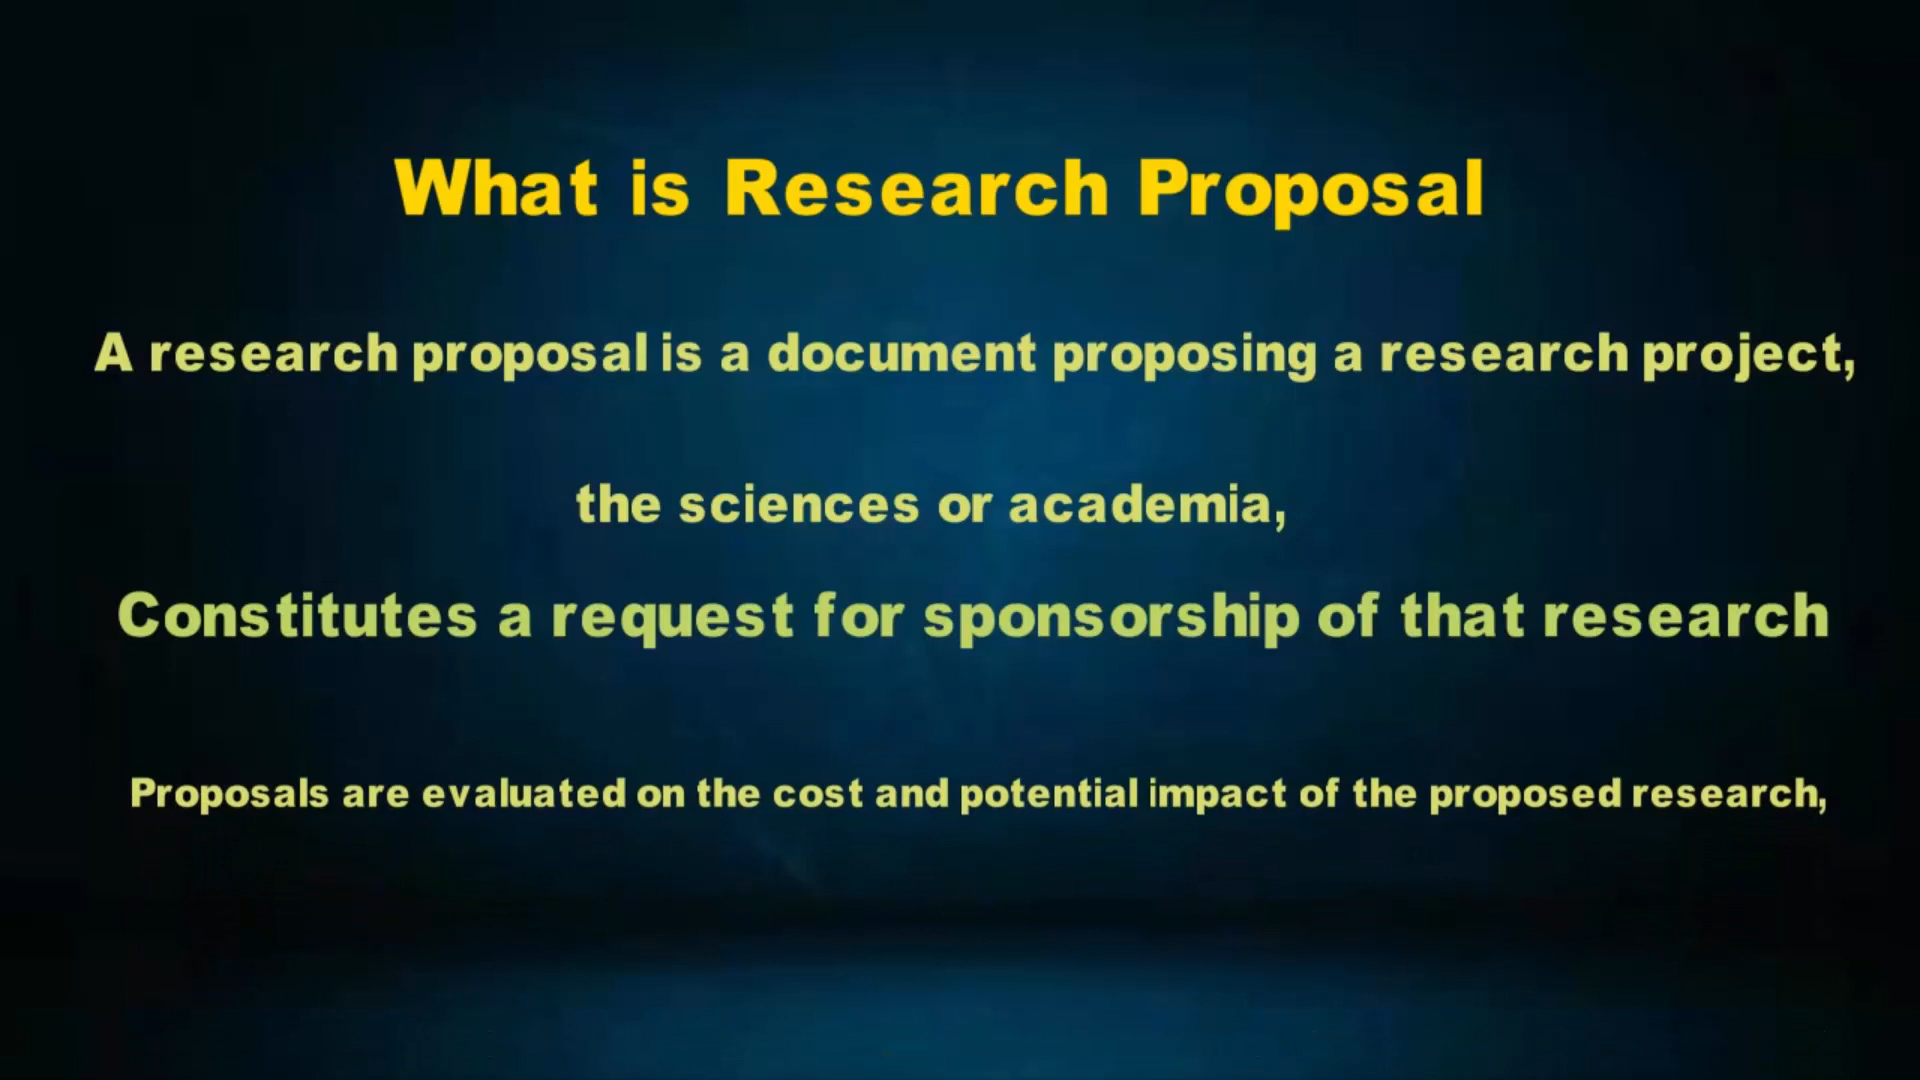 What is Research Proposal
A research proposal is a document proposing a research project,
the sciences or academia,
Constitutes a request for sponsorship of that research
Proposals are evaluated on the cost and potential impact of the proposed research,